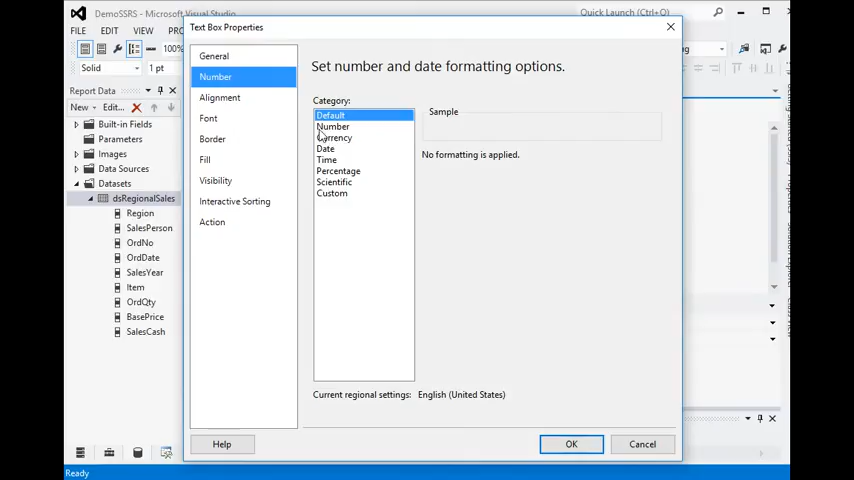 DemoSSRS - Microsoft Visual Studio
Quick Launch (Ctrl+Q)
FILE EDIT VIEW
100%
Solid 1 pt
Report Data
New Edit...
Built-in Fields
Parameters
Images
Data Sources
Datasets
dsRegionalSales
Region
SalesPerson
OrdNo
OrdDate
SalesYear
Item
OrdQty
BasePrice
SalesCash
Text Box Properties
General
Number
Alignment
Font
Border
Fill
Visibility
Interactive Sorting
Action
Set number and date formatting options.
Category:
Default
Number
Currency
Date
Time
Percentage
Scientific
Custom
Sample
No formatting is applied.
Current regional settings: English (United States)
Help
OK
Cancel
Properties
Solution Explorer
Ready